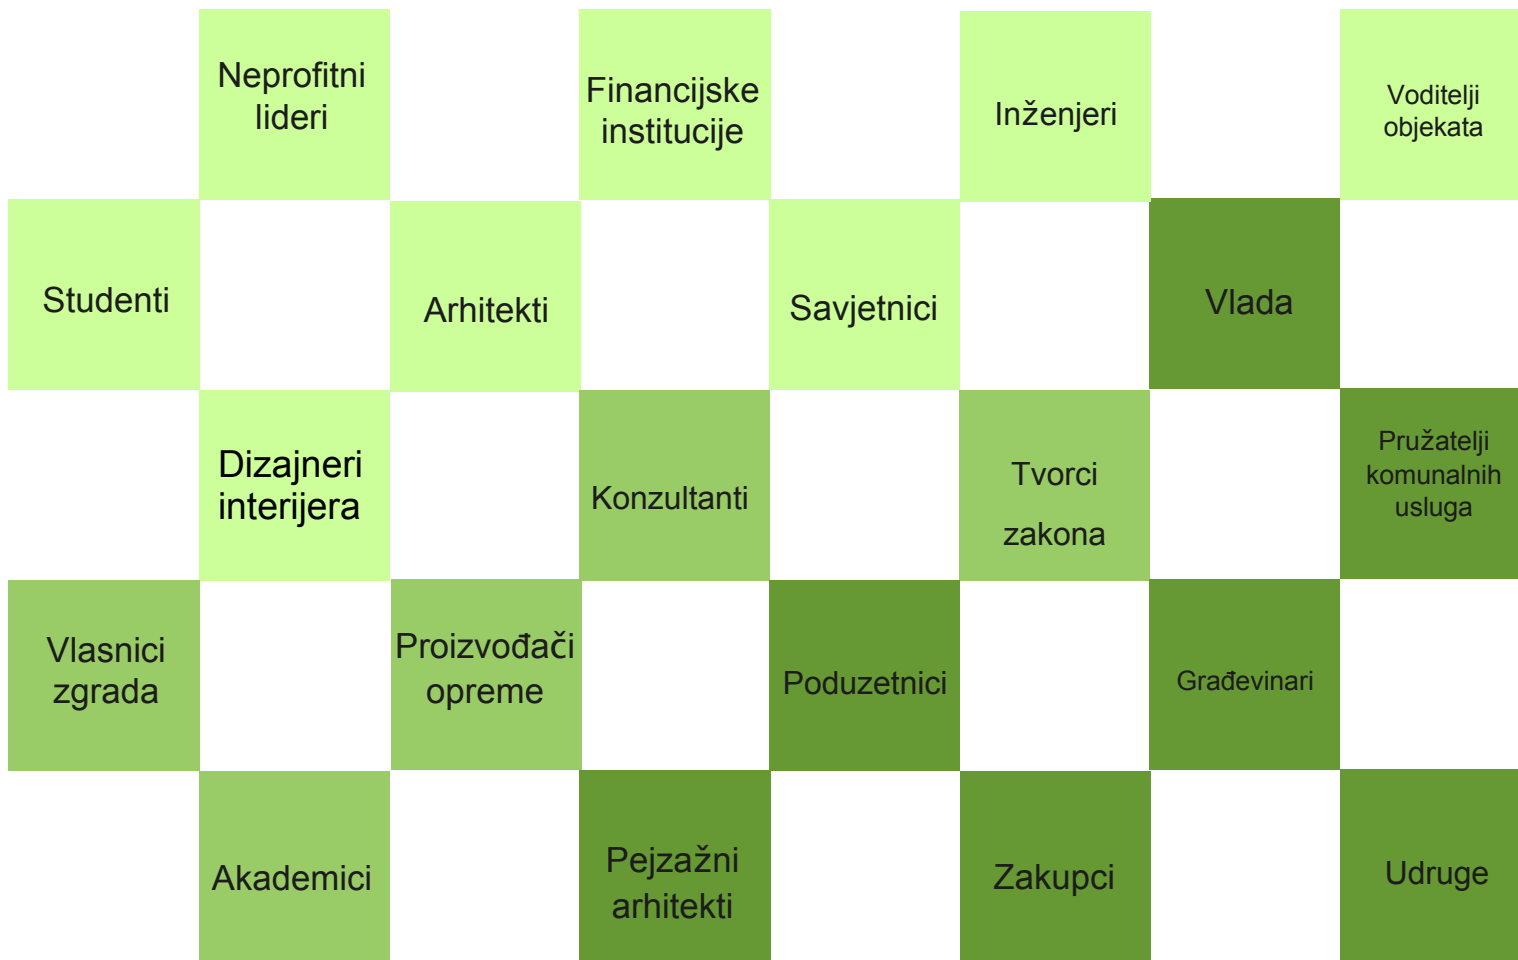 Neprofitni
lideri
Financijske
institucije
Inženjeri
Voditelji
objekata
Studenti
Arhitekti
Savjetnici
Vlada
Dizajneri
interijera
Konzultanti
Tvorci
zakona
Pružatelji
komunalnih
usluga
Vlasnici
zgrada
Proizvođači
opreme
Poduzetnici
Građevinari
Akademici
Pejzažni
arhitekti
Zakupci
Udruge